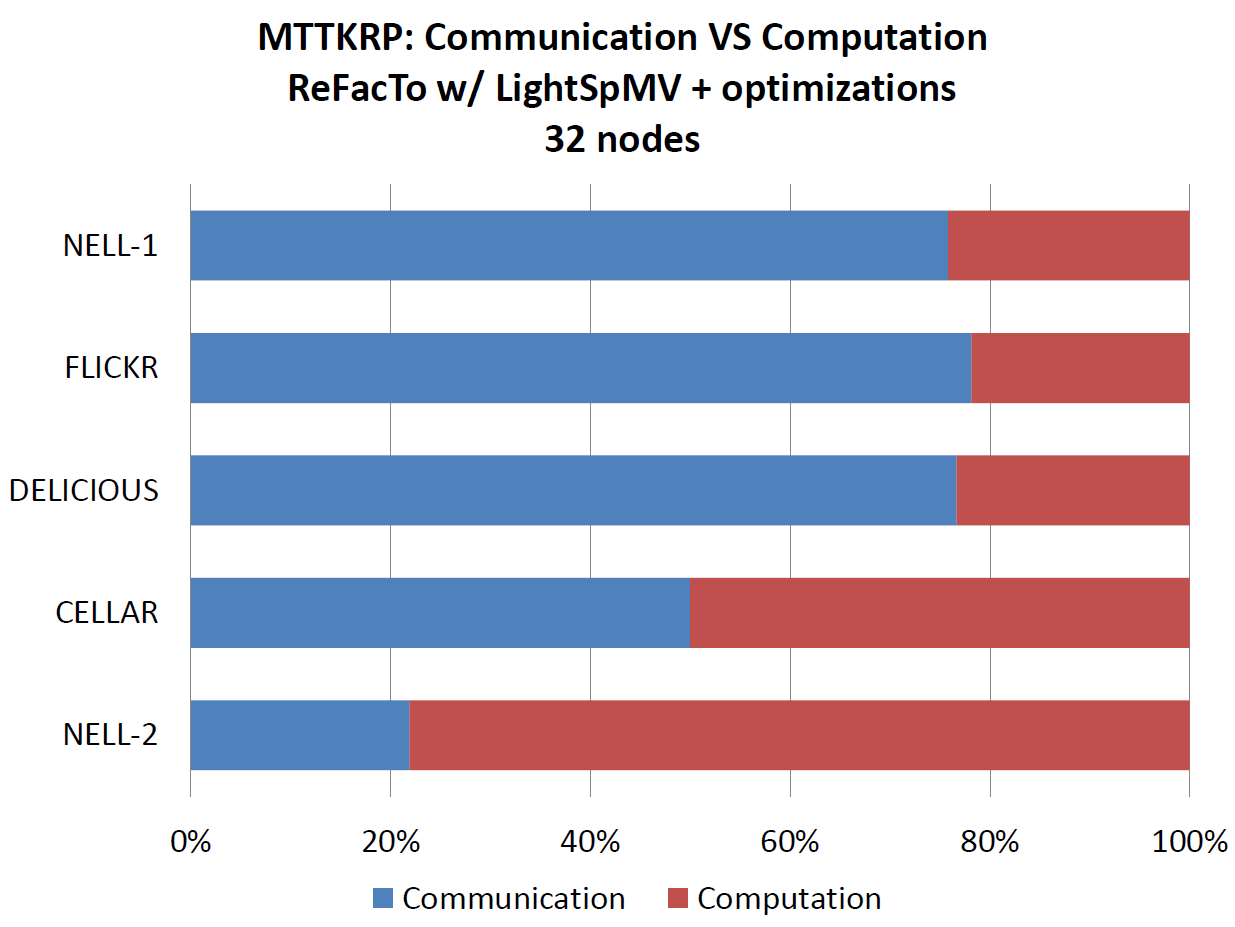 MTTKRP: Communication VS Computation
ReFacTo w/ LightSpMV + optimizations
32 nodes
NELL-1
FLICKR
DELICIOUS
CELLAR
NELL-2
0% 20% 40% 60% 80% 100%
Communication Computation